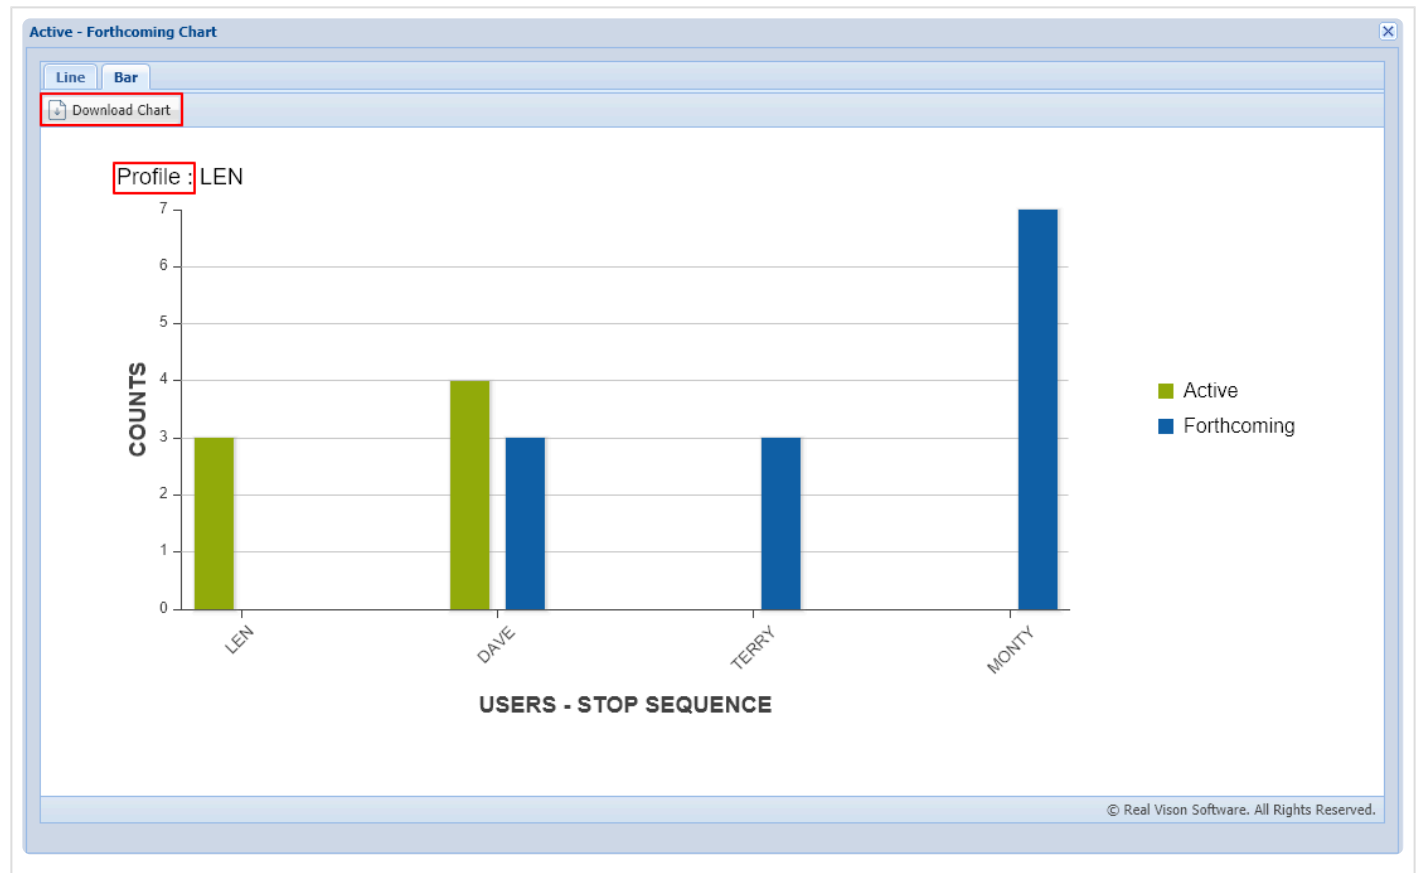 Active - Forthcoming Chart
Line Bar
Download Chart
Profile : LEN
7
6
5
4
3
2
1
0
COUNTS
LEN DAVE TERRY MONTY
USERS - STOP SEQUENCE
Active
Forthcoming
© Real Vison Software. All Rights Reserved.